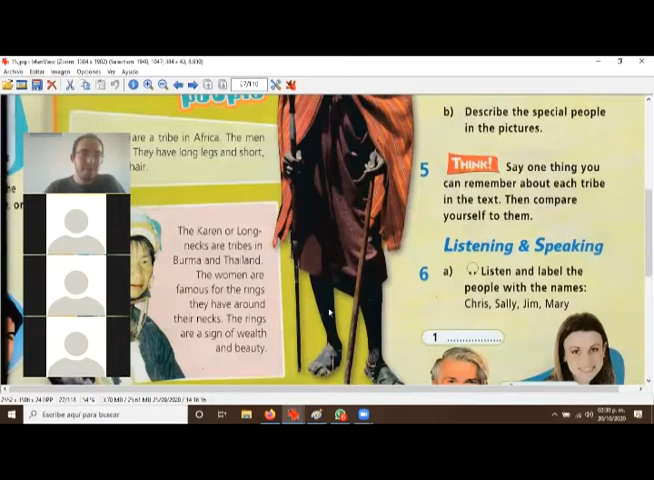 Archivo Editar Imagen Opciones Ver Ayuda
27/118
people
are a tribe in Africa. The men
They have long legs and short,
hair.
The Karen or Long-
necks are tribes in
Burma and Thailand.
The women are
famous for the rings
they have around
their necks. The rings
are a sign of wealth
and beauty.
b) Describe the special people
in the pictures.
5 THINK! Say one thing you
can remember about each tribe
in the text. Then compare
yourself to them.
Listening & Speaking
6 a) Listen and label the
people with the names:
Chris, Sally, Jim, Mary
1 ..................
27/118
Escribe aquí para buscar